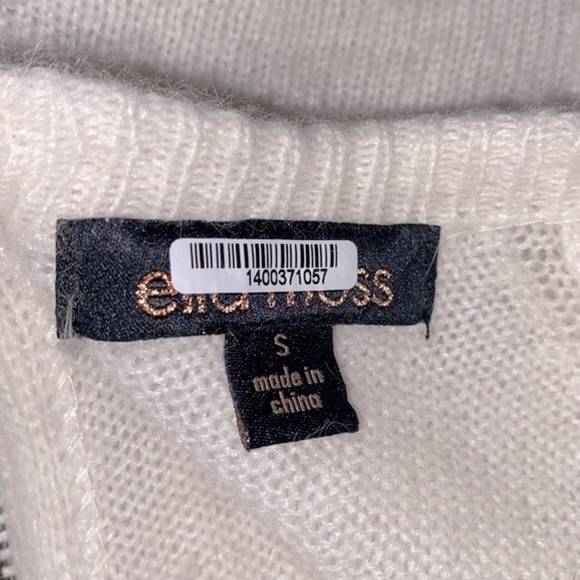 1400371057
ella moss
S
made in
china